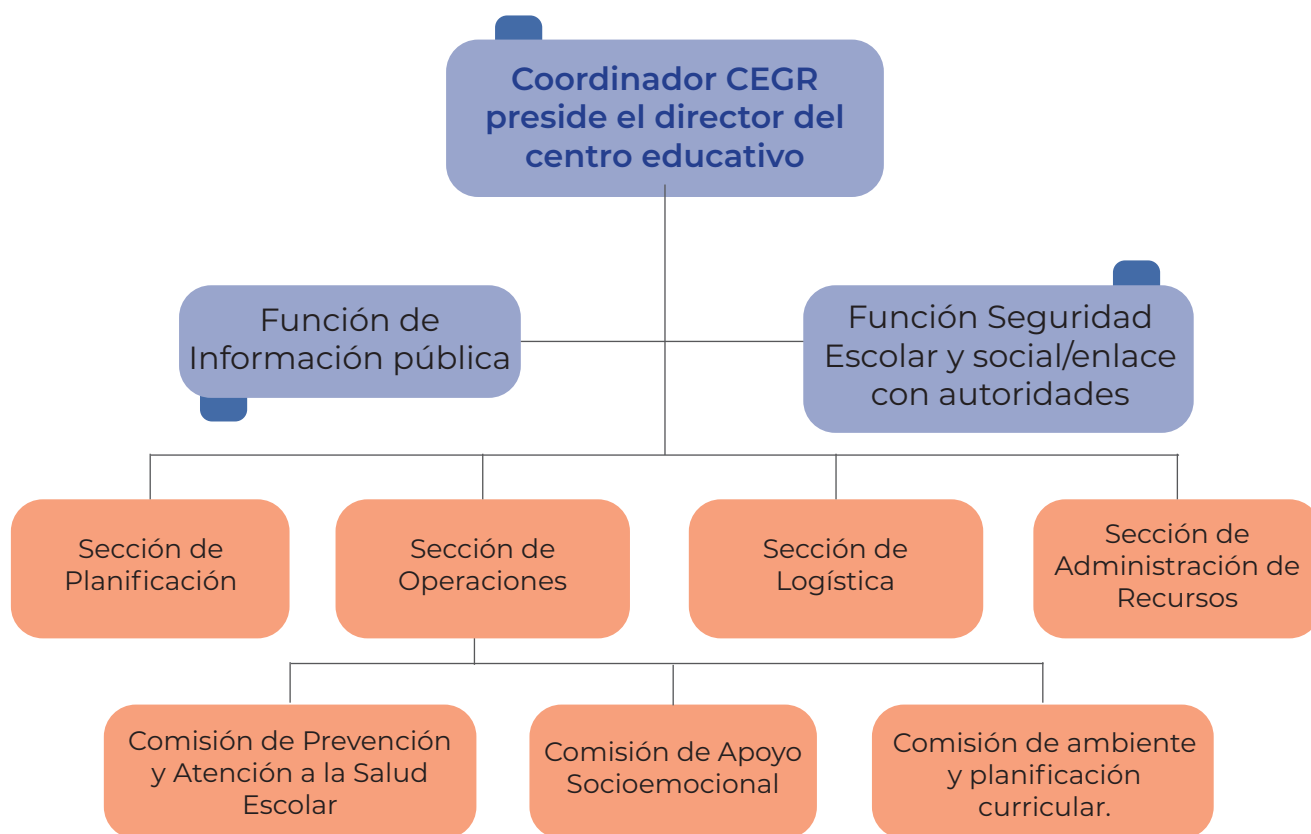 Coordinador CEGR
preside el director del
centro educativo
Función de
Información pública
Función Seguridad
Escolar y social/enlace
con autoridades
Sección de
Planificación
Sección de
Operaciones
Sección de
Logística
Sección de
Administración de
Recursos
Comisión de Prevención
y Atención a la Salud
Escolar
Comisión de Apoyo
Socioemocional
Comisión de ambiente
y planificación
curricular.